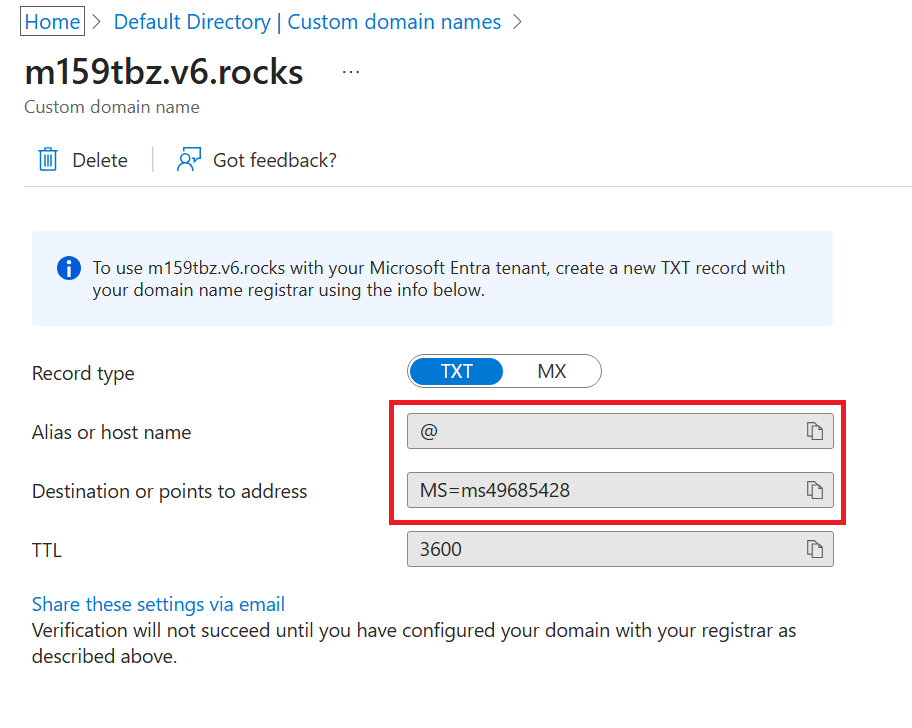 Home > Default Directory | Custom domain names >
m159tbz.v6.rocks ...
Custom domain name
Delete Got feedback?
To use m159tbz.v6.rocks with your Microsoft Entra tenant, create a new TXT record with
your domain name registrar using the info below.
Record type TXT MX
Alias or host name @
Destination or points to address MS=ms49685428
TTL 3600
Share these settings via email
Verification will not succeed until you have configured your domain with your registrar as
described above.